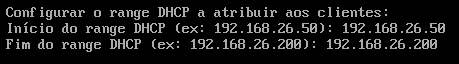 Configurar o range DHCP a atribuir aos clientes:
Início do range DHCP (ex: 192.168.26.50): 192.168.26.50
Fim do range DHCP (ex: 192.168.26.200): 192.168.26.200